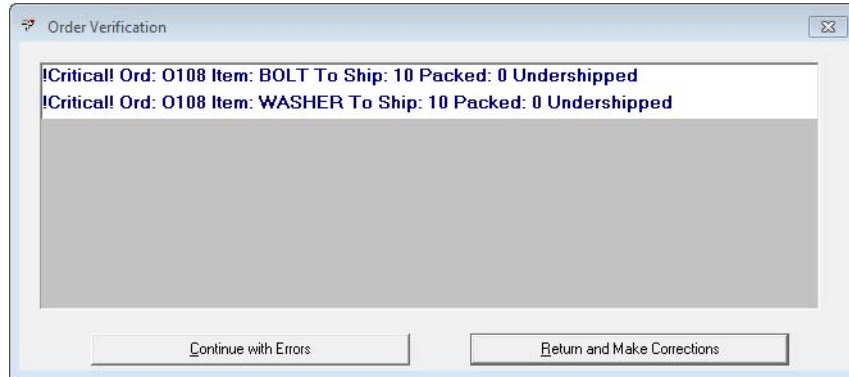 Order Verification
!Critical! Ord: O108 Item: BOLT To Ship: 10 Packed: 0 Undershipped
!Critical! Ord: O108 Item: WASHER To Ship: 10 Packed: 0 Undershipped
Continue with Errors
Return and Make Corrections